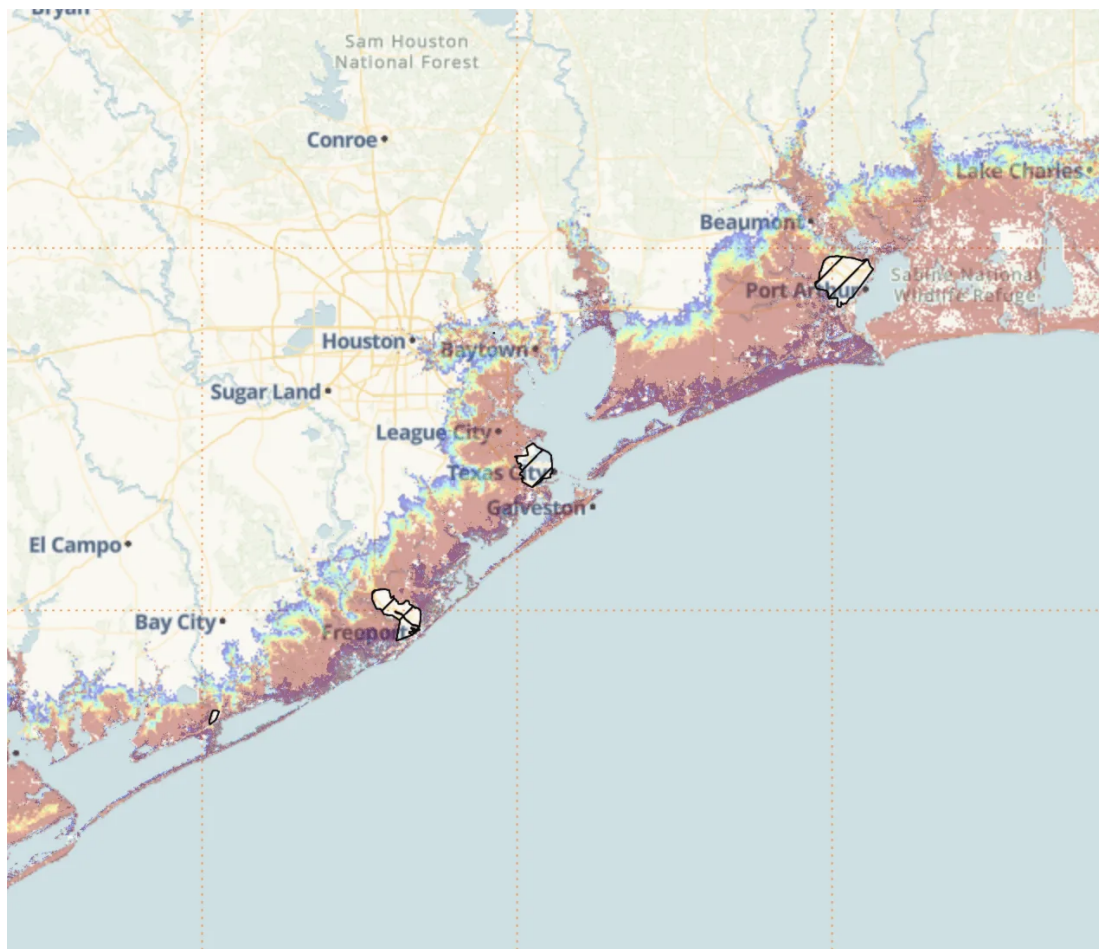 Bryan
Sam Houston
National Forest
Conroe
Lake Charles
Beaumont
Sabine National
Wildlife Refuge
Port Arthur
Houston
Baytown
Sugar Land
League City
Texas City
Galveston
El Campo
Bay City
Freeport